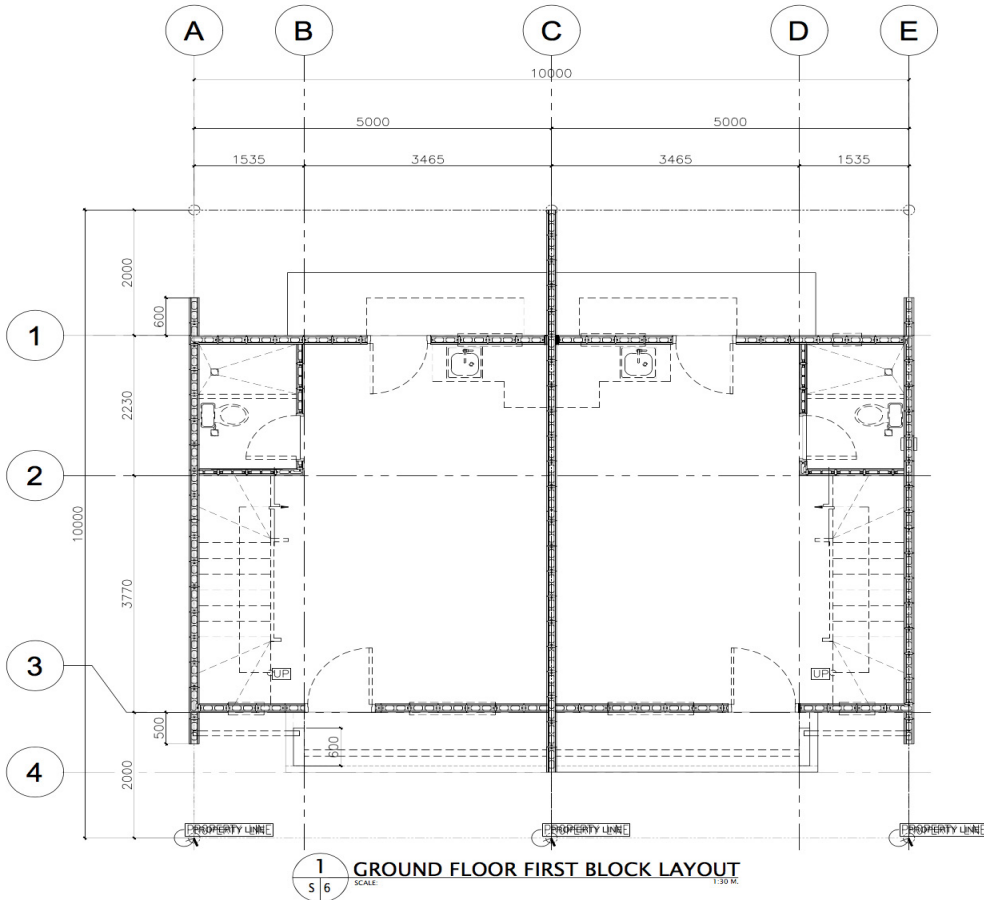 A B C D E
10000
5000 5000
1535 3465 3465 1535
2000
600
1
2230
2
10000
3770
UP UP
3
500
600
4
2000
PROPERTY LINE PROPERTY LINE PROPERTY LINE
1 GROUND FLOOR FIRST BLOCK LAYOUT
S 6 SCALE: 1:30 M.